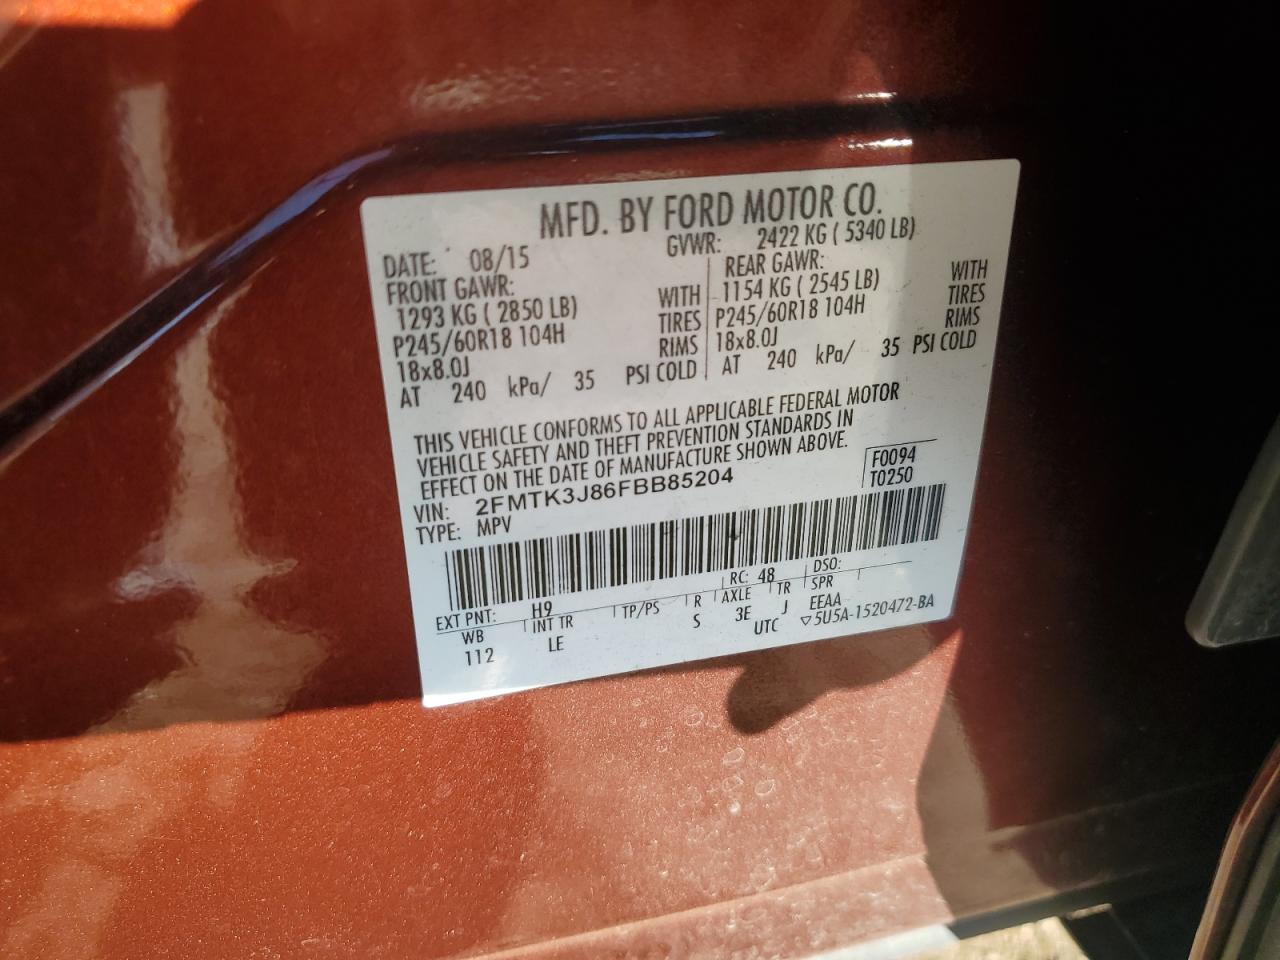 MFD. BY FORD MOTOR CO.
DATE: 08/15 GVWR: 2422 KG ( 5340 LB)
FRONT GAWR: REAR GAWR:
1293 KG ( 2850 LB) WITH 1154 KG ( 2545 LB) WITH
P245/60R18 104H TIRES P245/60R18 104H TIRES
18x8.0J RIMS 18x8.0J RIMS
AT 240 kPa/ 35 PSI COLD AT 240 kPa/ 35 PSI COLD
THIS VEHICLE CONFORMS TO ALL APPLICABLE FEDERAL MOTOR
VEHICLE SAFETY AND THEFT PREVENTION STANDARDS IN
EFFECT ON THE DATE OF MANUFACTURE SHOWN ABOVE.
VIN: 2FMTK3J86FBB85204 F0094
TYPE: MPV T0250
EXT PNT: H9 RC: 48 DSO:
WB INT TR TP/PS R AXLE TR SPR
112 LE S 3E J EEAA
UTC ▽5U5A-1520472-BA